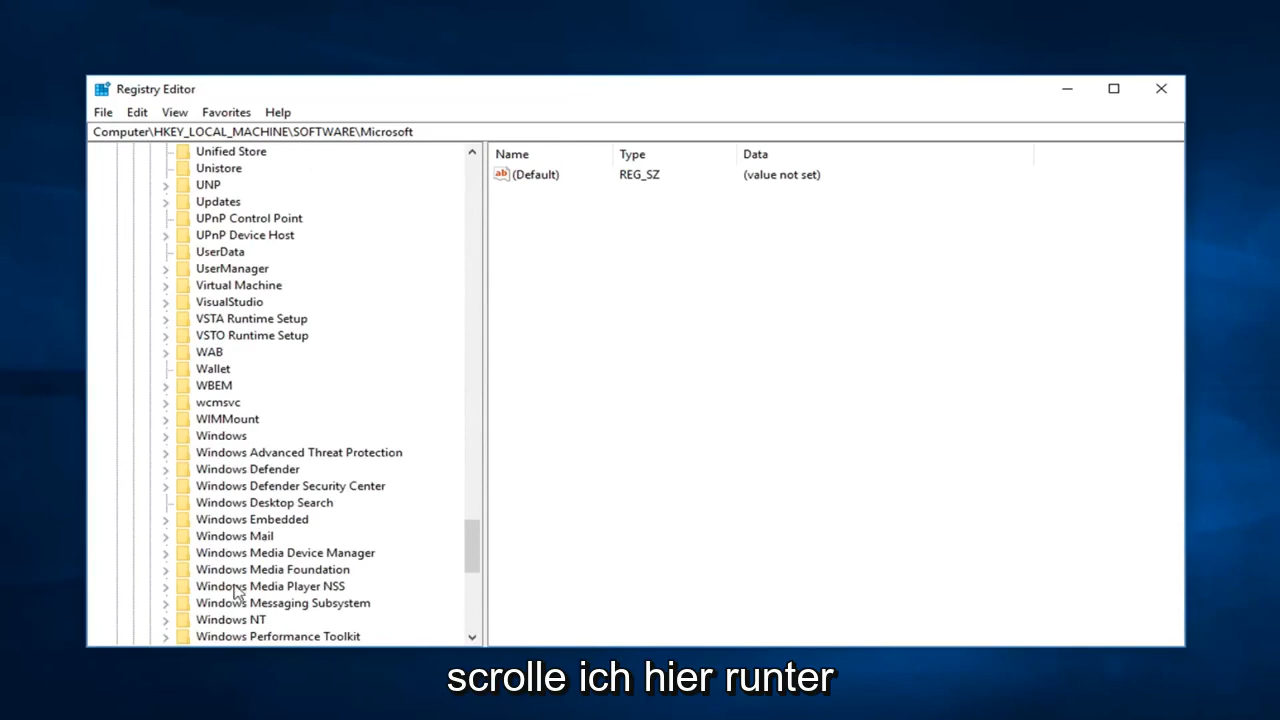 Registry Editor
File Edit View Favorites Help
Computer\HKEY_LOCAL_MACHINE\SOFTWARE\Microsoft
Unified Store
Unistore
UNP
Updates
UPnP Control Point
UPnP Device Host
UserData
UserManager
Virtual Machine
VisualStudio
VSTA Runtime Setup
VSTO Runtime Setup
WAB
Wallet
WBEM
wcmsvc
WIMMount
Windows
Windows Advanced Threat Protection
Windows Defender
Windows Defender Security Center
Windows Desktop Search
Windows Embedded
Windows Mail
Windows Media Device Manager
Windows Media Foundation
Windows Media Player NSS
Windows Messaging Subsystem
Windows NT
Windows Performance Toolkit
Name Type Data
ab (Default) REG_SZ (value not set)
scrolle ich hier runter